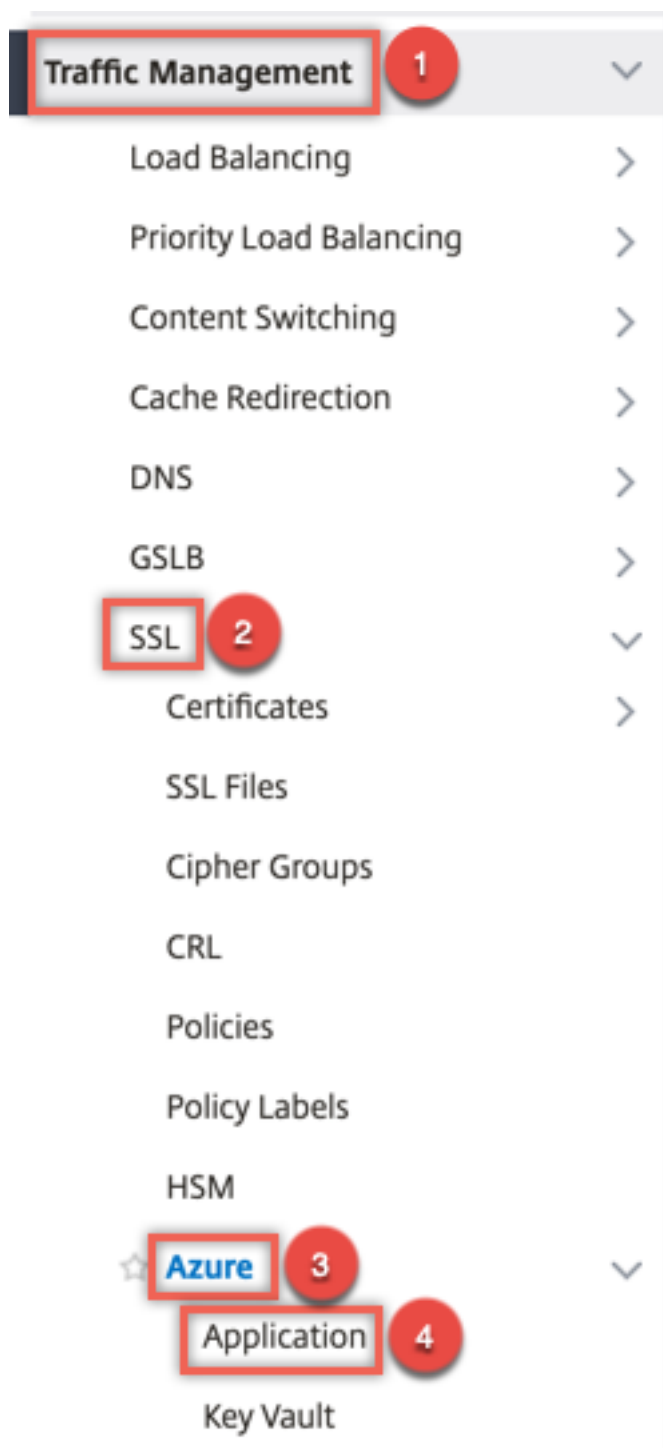 Traffic Management 1
Load Balancing
Priority Load Balancing
Content Switching
Cache Redirection
DNS
GSLB
SSL 2
Certificates
SSL Files
Cipher Groups
CRL
Policies
Policy Labels
HSM
Azure 3
Application 4
Key Vault